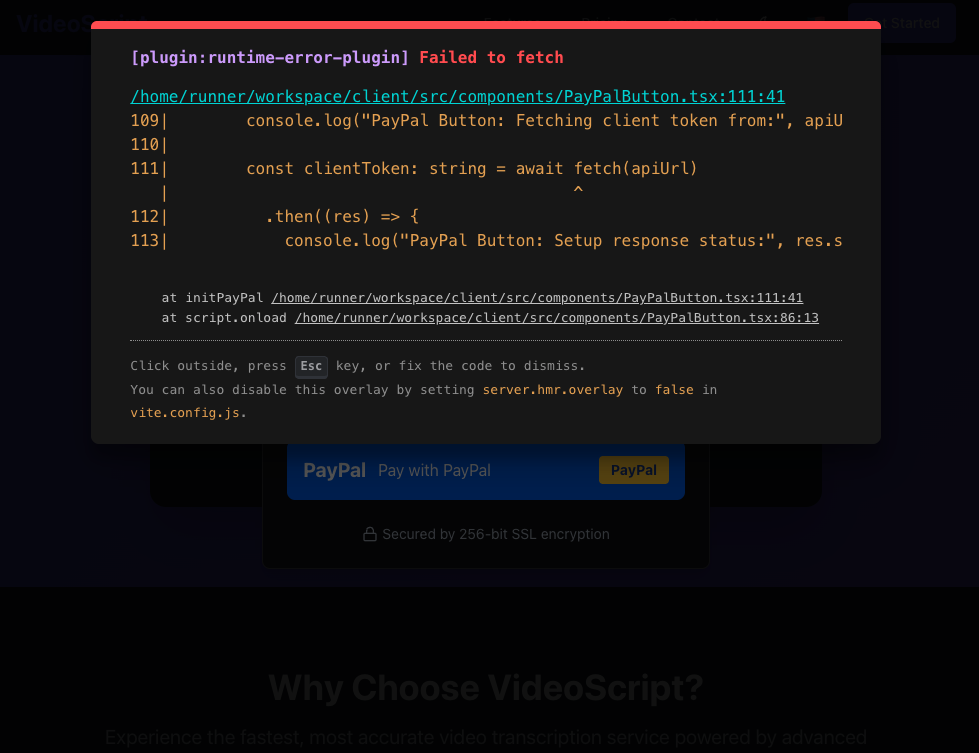 [plugin:runtime-error-plugin] Failed to fetch
/home/runner/workspace/client/src/components/PayPalButton.tsx:111:41
109|        console.log("PayPal Button: Fetching client token from:", apiU
110|
111|        const clientToken: string = await fetch(apiUrl)
   |                                          ^
112|          .then((res) => {
113|            console.log("PayPal Button: Setup response status:", res.s
at initPayPal /home/runner/workspace/client/src/components/PayPalButton.tsx:111:41
at script.onload /home/runner/workspace/client/src/components/PayPalButton.tsx:86:13
Click outside, press Esc key, or fix the code to dismiss.
You can also disable this overlay by setting server.hmr.overlay to false in
vite.config.js.
PayPal Pay with PayPal PayPal
Secured by 256-bit SSL encryption
Why Choose VideoScript?
Experience the fastest, most accurate video transcription service powered by advanced